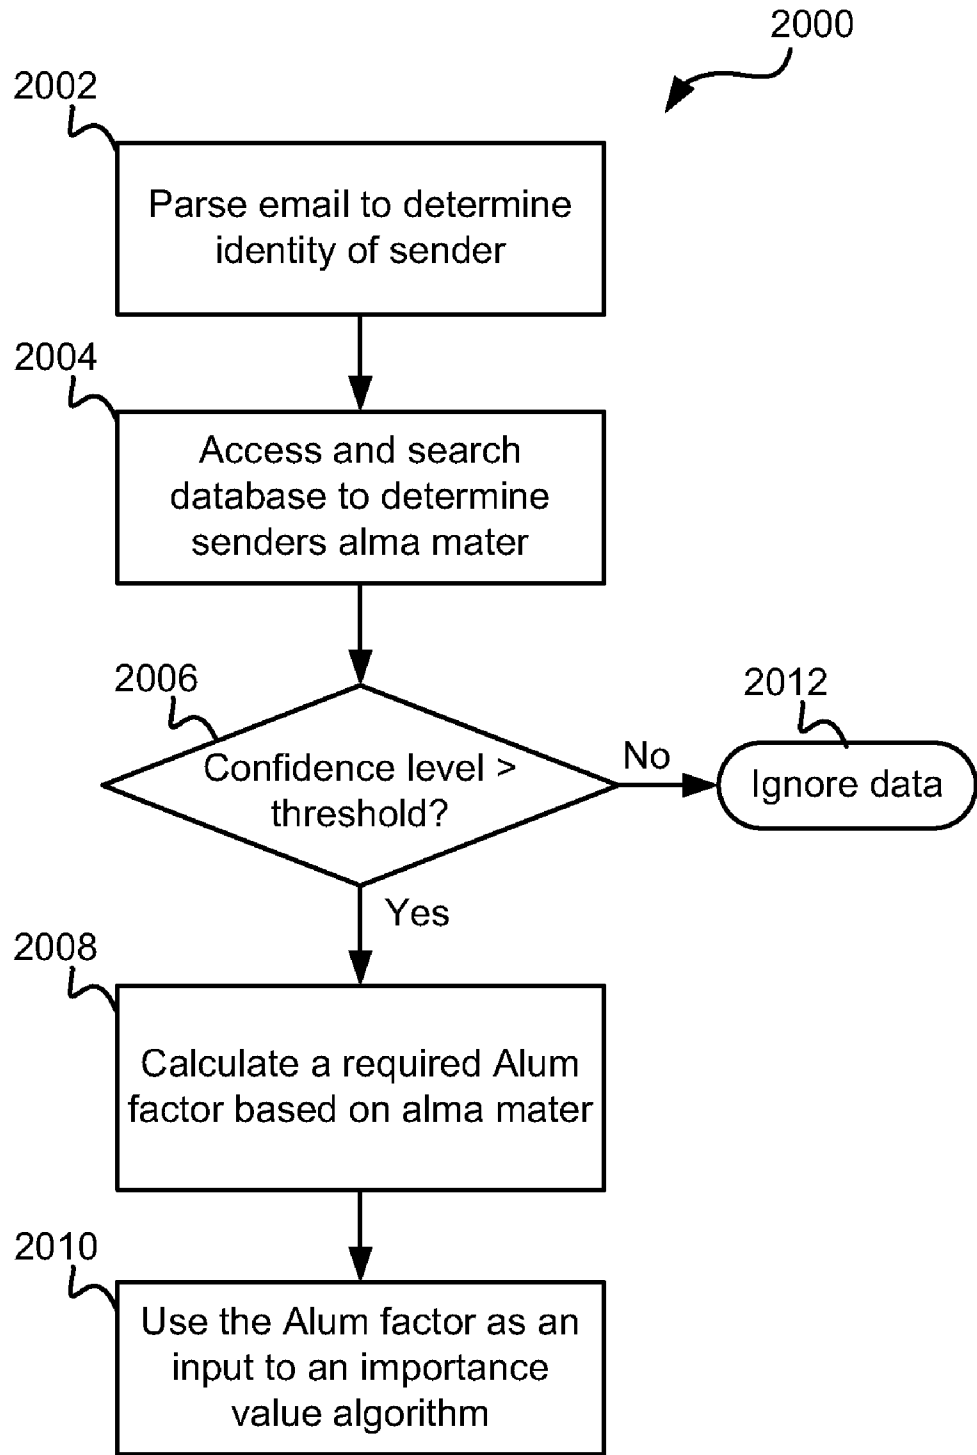 2000
2002
Parse email to determine
identity of sender
2004
Access and search
database to determine
senders alma mater
2006
Confidence level >
threshold?
No
2012
Ignore data
Yes
2008
Calculate a required Alum
factor based on alma mater
2010
Use the Alum factor as an
input to an importance
value algorithm